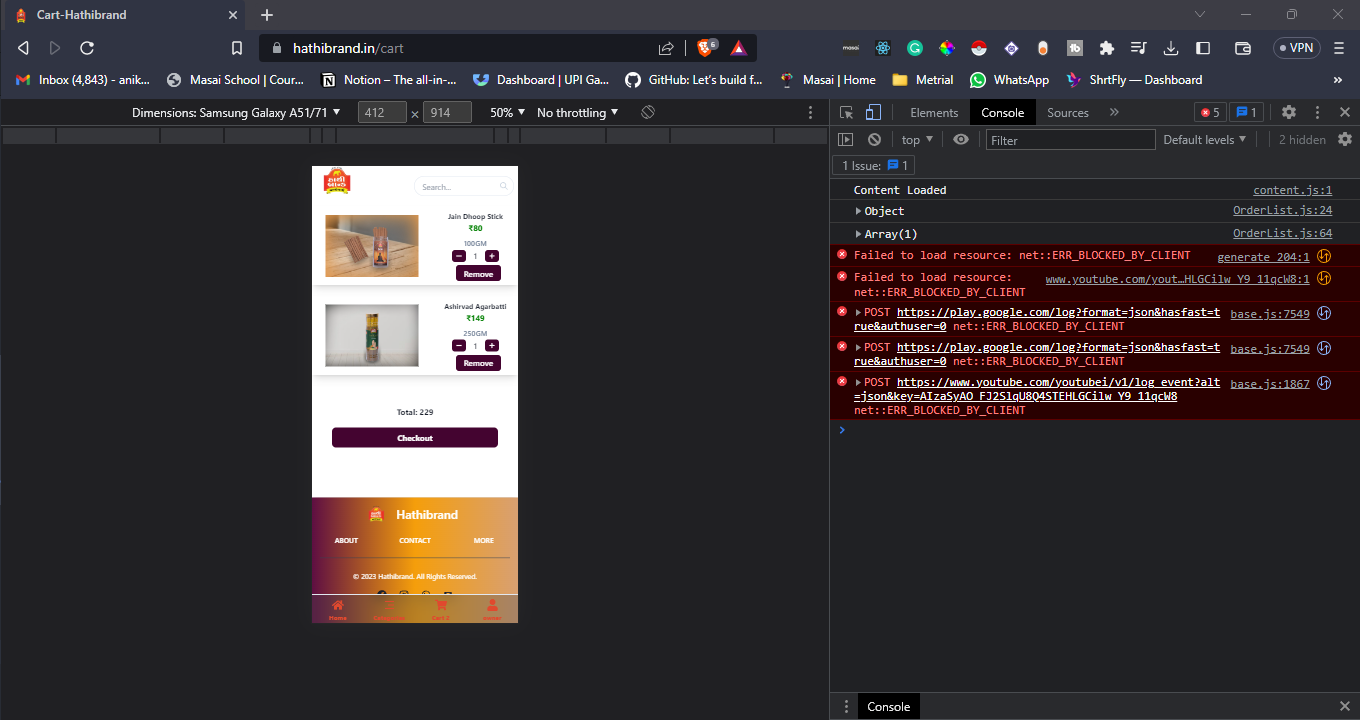 Cart-Hathibrand
hathibrand.in/cart
6
masai
VPN
Inbox (4,843) - anik...
Masai School | Cour...
Notion – The all-in-...
Dashboard | UPI Ga...
GitHub: Let's build f...
Masai | Home
Metrial
WhatsApp
ShrtFly — Dashboard
»
Dimensions: Samsung Galaxy A51/71
412 × 914
50%
No throttling
Elements
Console
Sources
»
5
1
top
Filter
Default levels
2 hidden
1 Issue: 1
Content Loaded content.js:1
Object OrderList.js:24
Array(1) OrderList.js:64
Failed to load resource: net::ERR_BLOCKED_BY_CLIENT generate_204:1
Failed to load resource: www.youtube.com/yout…HLGCilw_Y9_11qcW8:1
net::ERR_BLOCKED_BY_CLIENT
POST https://play.google.com/log?format=json&hasfast=t base.js:7549
rue&authuser=0 net::ERR_BLOCKED_BY_CLIENT
POST https://play.google.com/log?format=json&hasfast=t base.js:7549
rue&authuser=0 net::ERR_BLOCKED_BY_CLIENT
POST https://www.youtube.com/youtubei/v1/log_event?alt base.js:1867
=json&key=AIzaSyAO_FJ2SlqU8Q4STEHLGCilw_Y9_11qcW8
net::ERR_BLOCKED_BY_CLIENT
Console
Search...
Jain Dhoop Stick
₹80
100GM
− 1 +
Remove
Ashirvad Agarbatti
₹149
250GM
− 1 +
Remove
Total: 229
Checkout
Hathibrand
ABOUT
CONTACT
MORE
© 2023 Hathibrand. All Rights Reserved.
Home
Cart 2